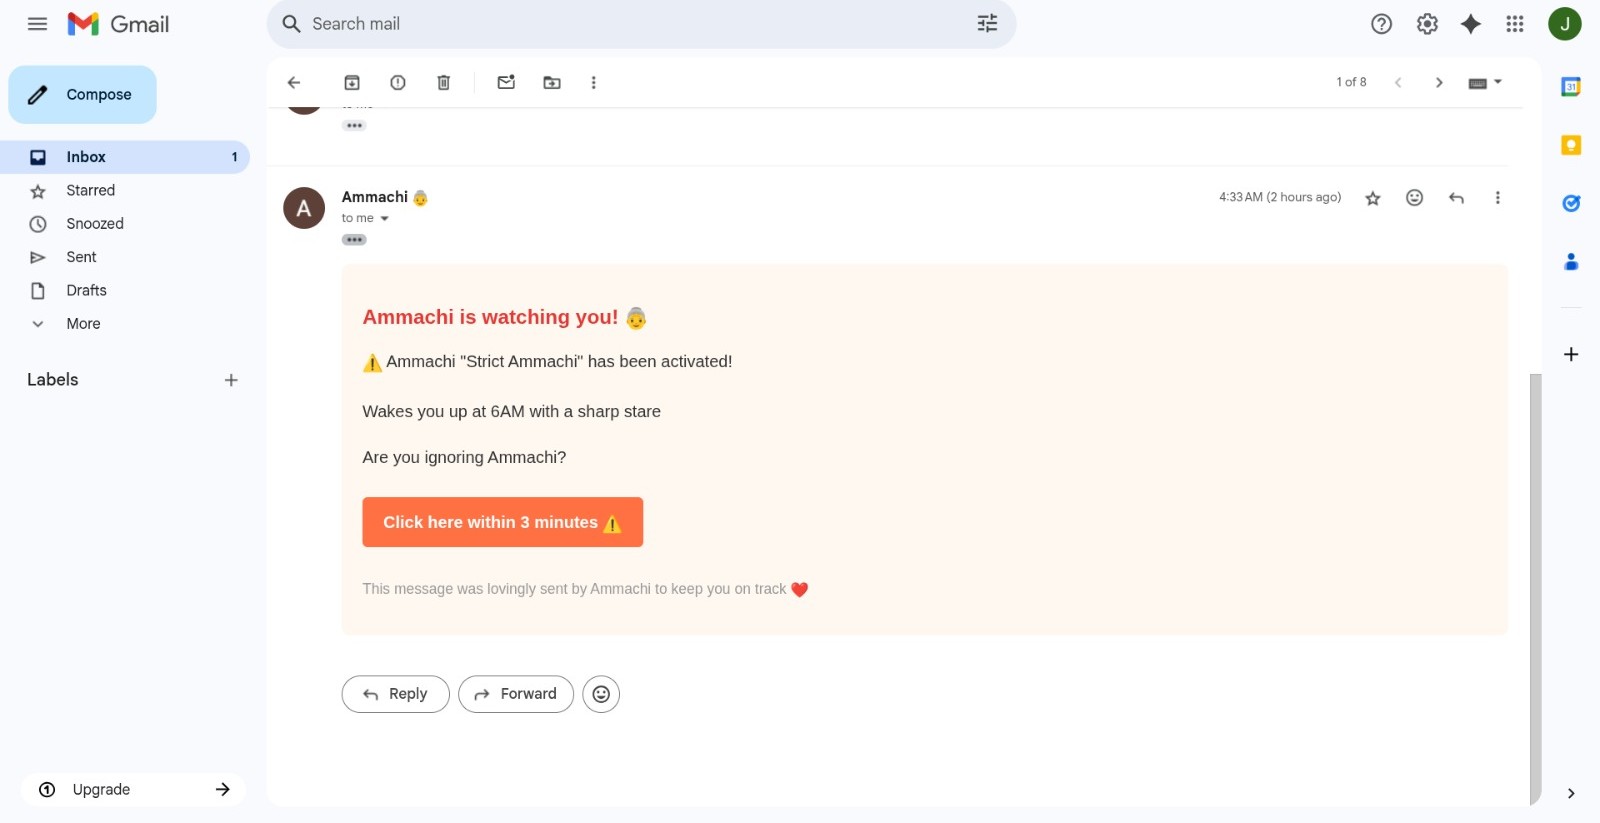 Gmail
Search mail
J
Compose
1 of 8
Inbox 1
Starred
Snoozed
Sent
Drafts
More
Labels
Upgrade
31
A
Ammachi 👵
4:33 AM (2 hours ago)
to me
Ammachi is watching you! 👵
⚠️ Ammachi "Strict Ammachi" has been activated!
Wakes you up at 6AM with a sharp stare
Are you ignoring Ammachi?
Click here within 3 minutes ⚠️
This message was lovingly sent by Ammachi to keep you on track ❤️
Reply
Forward